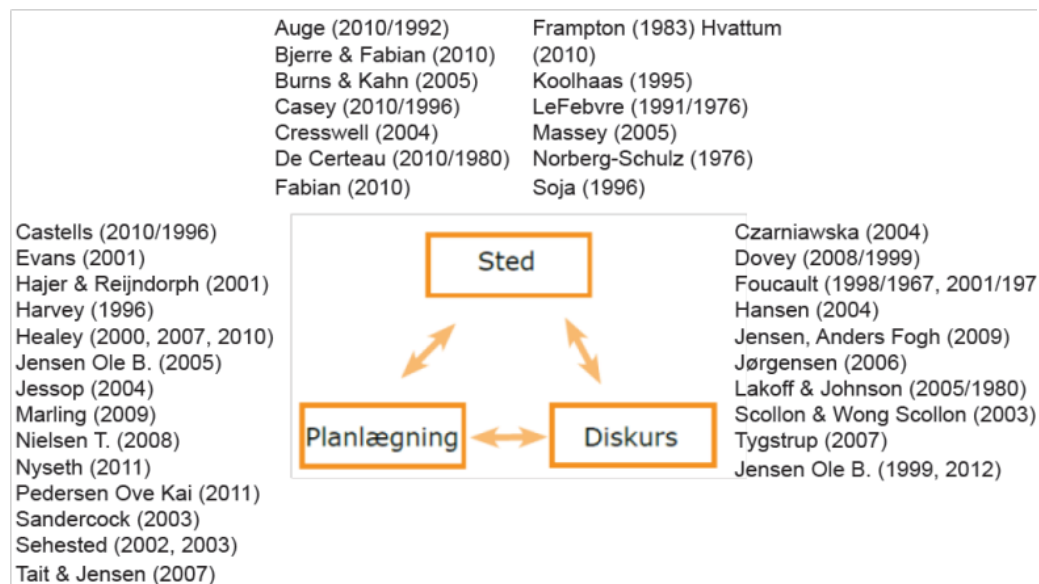 Auge (2010/1992)
Bjerre & Fabian (2010)
Burns & Kahn (2005)
Casey (2010/1996)
Cresswell (2004)
De Certeau (2010/1980)
Fabian (2010)
Frampton (1983) Hvattum
(2010)
Koolhaas (1995)
LeFebvre (1991/1976)
Massey (2005)
Norberg-Schulz (1976)
Soja (1996)
Castells (2010/1996)
Evans (2001)
Hajer & Reijndorph (2001)
Harvey (1996)
Healey (2000, 2007, 2010)
Jensen Ole B. (2005)
Jessop (2004)
Marling (2009)
Nielsen T. (2008)
Nyseth (2011)
Pedersen Ove Kai (2011)
Sandercock (2003)
Sehested (2002, 2003)
Tait & Jensen (2007)
Sted
Planlægning
Diskurs
Czarniawska (2004)
Dovey (2008/1999)
Foucault (1998/1967, 2001/197
Hansen (2004)
Jensen, Anders Fogh (2009)
Jørgensen (2006)
Lakoff & Johnson (2005/1980)
Scollon & Wong Scollon (2003)
Tygstrup (2007)
Jensen Ole B. (1999, 2012)